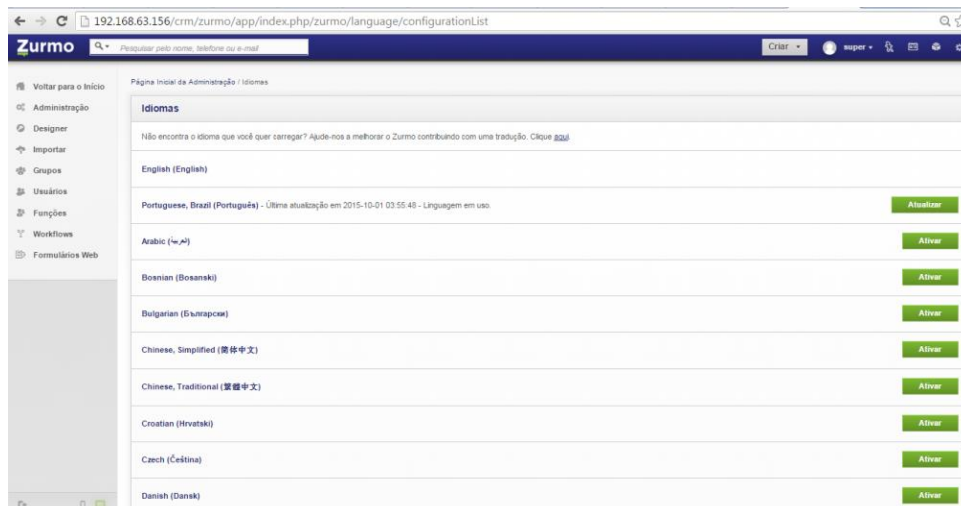 192.168.63.156/crm/zurmo/app/index.php/zurmo/language/configurationList
Zurmo
Pesquisar pelo nome, telefone ou e-mail
Criar
super
Voltar para o Início
Administração
Designer
Importar
Grupos
Usuários
Funções
Workflows
Formulários Web
Página Inicial da Administração / Idiomas
Idiomas
Não encontra o idioma que você quer carregar? Ajude-nos a melhorar o Zurmo contribuindo com uma tradução. Clique aqui.
English (English)
Portuguese, Brazil (Português) - Última atualização em 2015-10-01 03:55:48 - Linguagem em uso. Atualizar
Arabic (العربية) Ativar
Bosnian (Bosanski) Ativar
Bulgarian (Български) Ativar
Chinese, Simplified (简体中文) Ativar
Chinese, Traditional (繁體中文) Ativar
Croatian (Hrvatski) Ativar
Czech (Čeština) Ativar
Danish (Dansk) Ativar